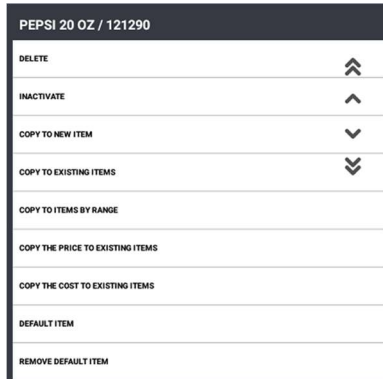 PEPSI 20 OZ / 121290
DELETE
INACTIVATE
COPY TO NEW ITEM
COPY TO EXISTING ITEMS
COPY TO ITEMS BY RANGE
COPY THE PRICE TO EXISTING ITEMS
COPY THE COST TO EXISTING ITEMS
DEFAULT ITEM
REMOVE DEFAULT ITEM